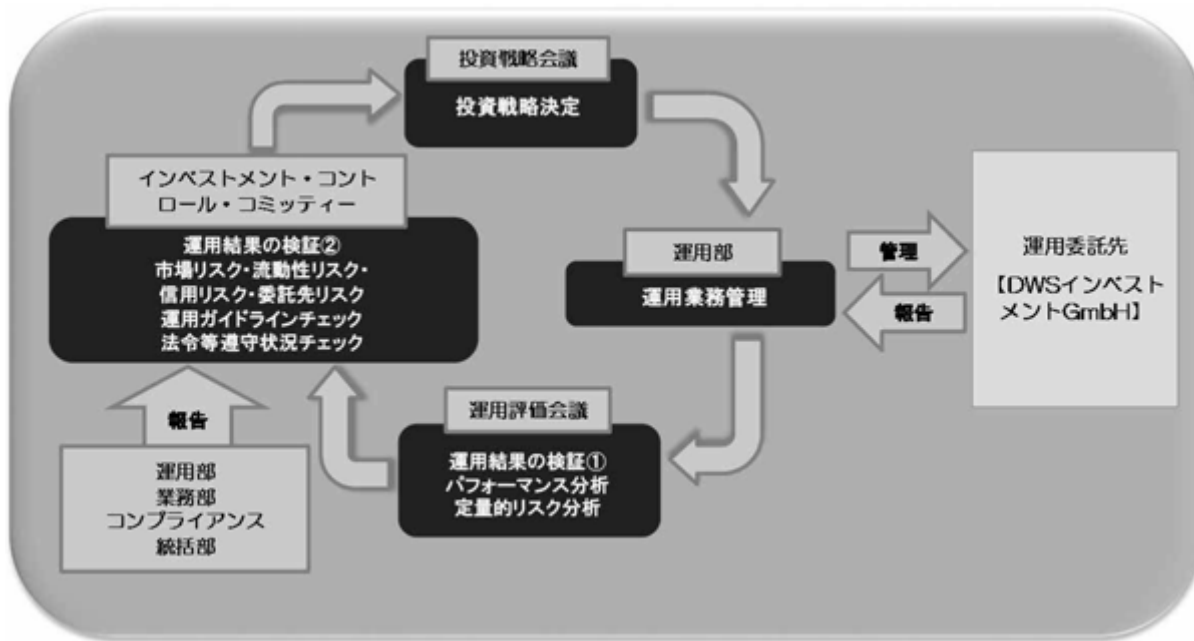 投資戦略会議
投資戦略決定
インベストメント・コント
ロール・コミッティー
運用結果の検証②
市場リスク・流動性リスク・
信用リスク・委託先リスク
運用ガイドラインチェック
法令等遵守状況チェック
運用部
運用業務管理
管理
報告
運用委託先
【DWSインベスト
メントGmbH】
運用評価会議
運用結果の検証①
パフォーマンス分析
定量的リスク分析
報告
運用部
業務部
コンプライアンス
統括部